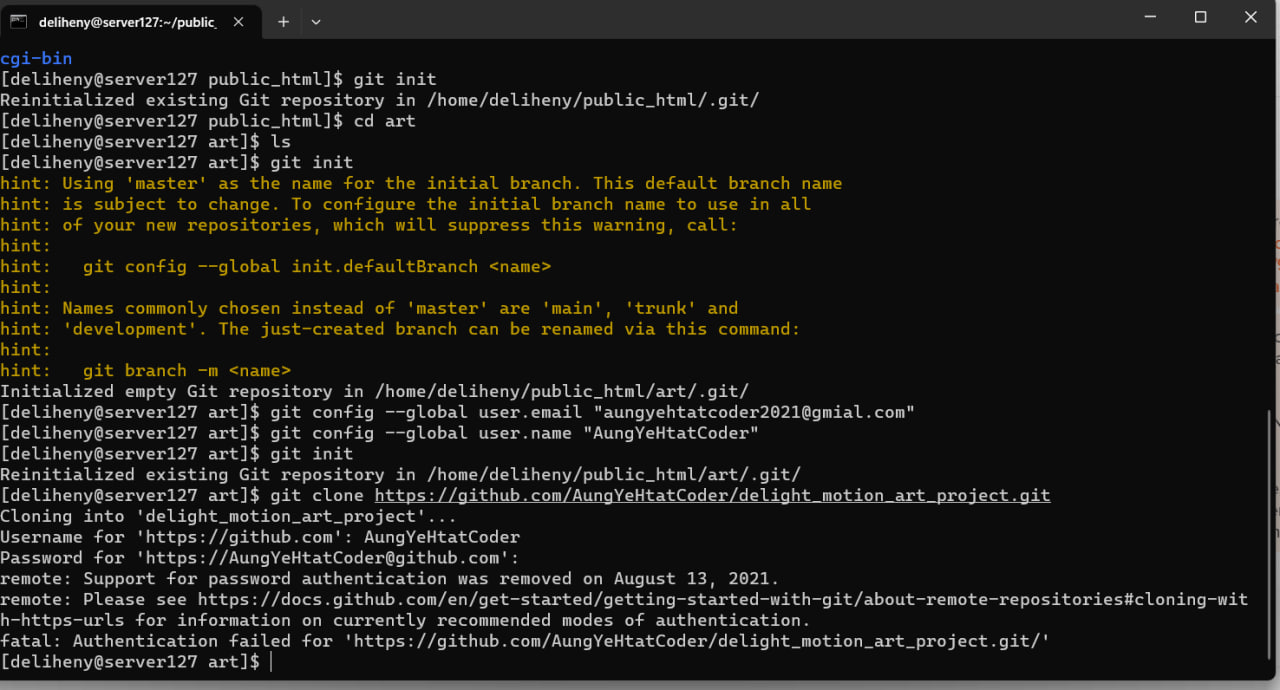 deliheny@server127:~/public_
cgi-bin
[deliheny@server127 public_html]$ git init
Reinitialized existing Git repository in /home/deliheny/public_html/.git/
[deliheny@server127 public_html]$ cd art
[deliheny@server127 art]$ ls
[deliheny@server127 art]$ git init
hint: Using 'master' as the name for the initial branch. This default branch name
hint: is subject to change. To configure the initial branch name to use in all
hint: of your new repositories, which will suppress this warning, call:
hint:
hint:   git config --global init.defaultBranch <name>
hint:
hint: Names commonly chosen instead of 'master' are 'main', 'trunk' and
hint: 'development'. The just-created branch can be renamed via this command:
hint:
hint:   git branch -m <name>
Initialized empty Git repository in /home/deliheny/public_html/art/.git/
[deliheny@server127 art]$ git config --global user.email "aungyehtatcoder2021@gmial.com"
[deliheny@server127 art]$ git config --global user.name "AungYeHtatCoder"
[deliheny@server127 art]$ git init
Reinitialized existing Git repository in /home/deliheny/public_html/art/.git/
[deliheny@server127 art]$ git clone https://github.com/AungYeHtatCoder/delight_motion_art_project.git
Cloning into 'delight_motion_art_project'...
Username for 'https://github.com': AungYeHtatCoder
Password for 'https://AungYeHtatCoder@github.com':
remote: Support for password authentication was removed on August 13, 2021.
remote: Please see https://docs.github.com/en/get-started/getting-started-with-git/about-remote-repositories#cloning-wit
h-https-urls for information on currently recommended modes of authentication.
fatal: Authentication failed for 'https://github.com/AungYeHtatCoder/delight_motion_art_project.git/'
[deliheny@server127 art]$